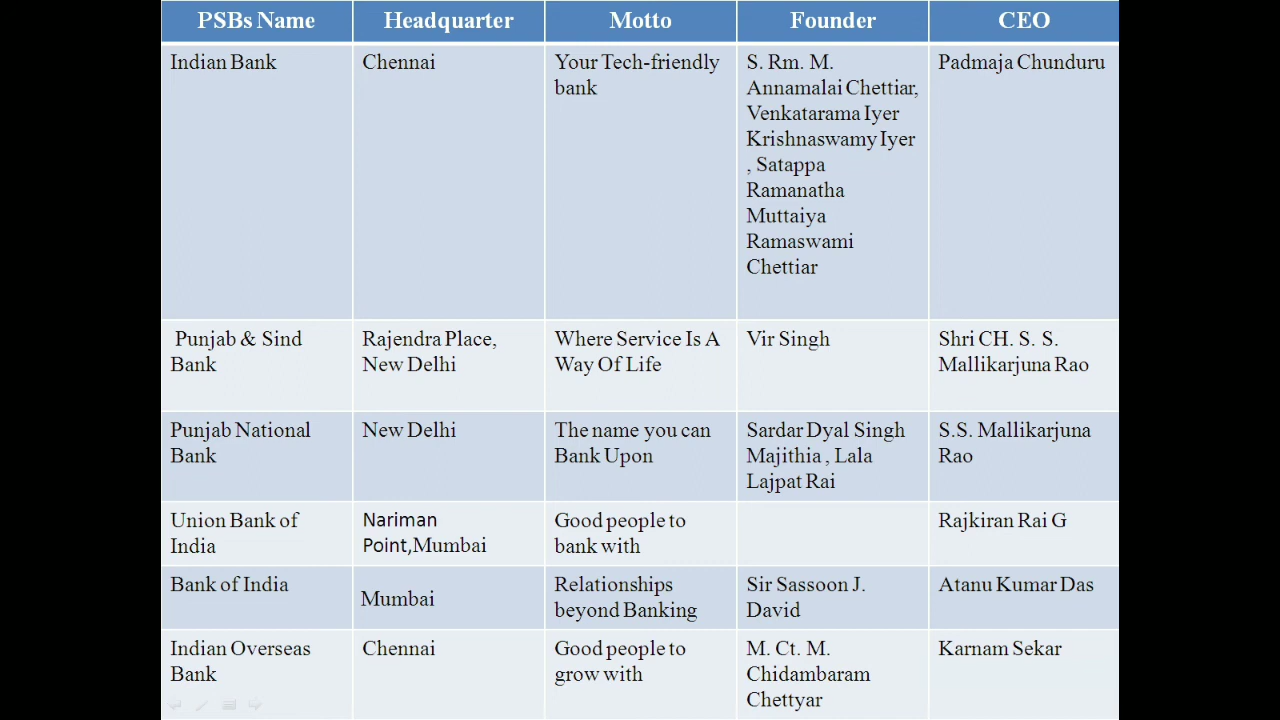 PSBs Name Headquarter Motto Founder CEO
Indian Bank
Chennai
Your Tech-friendly
bank
S. Rm. M.
Annamalai Chettiar,
Venkatarama Iyer
Krishnaswamy Iyer
, Satappa
Ramanatha
Muttaiya
Ramaswami
Chettiar
Padmaja Chunduru
Punjab & Sind
Bank
Rajendra Place,
New Delhi
Where Service Is A
Way Of Life
Vir Singh
Shri CH. S. S.
Mallikarjuna Rao
Punjab National
Bank
New Delhi
The name you can
Bank Upon
Sardar Dyal Singh
Majithia , Lala
Lajpat Rai
S.S. Mallikarjuna
Rao
Union Bank of
India
Nariman
Point,Mumbai
Good people to
bank with
Rajkiran Rai G
Bank of India
Mumbai
Relationships
beyond Banking
Sir Sassoon J.
David
Atanu Kumar Das
Indian Overseas
Bank
Chennai
Good people to
grow with
M. Ct. M.
Chidambaram
Chettyar
Karnam Sekar